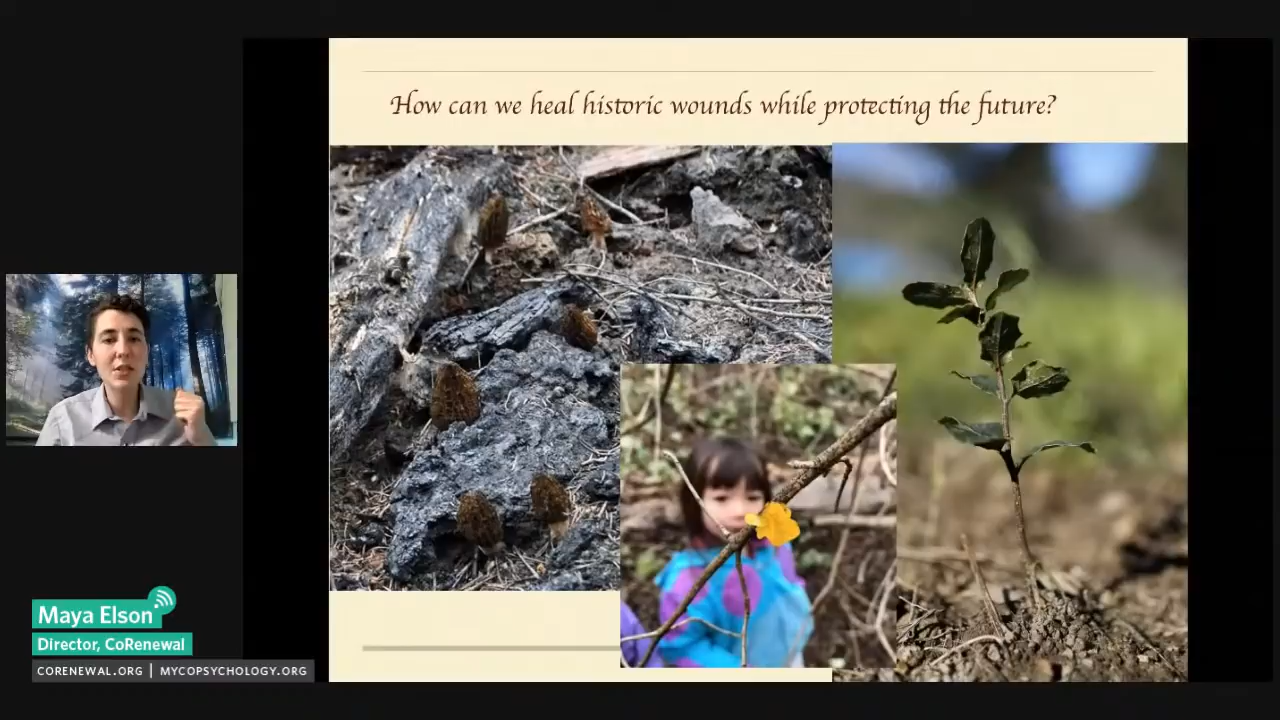 How can we heal historic wounds while protecting the future?
Maya Elson
Director, CoRenewal
CORENEWAL.ORG | MYCOPSYCHOLOGY.ORG